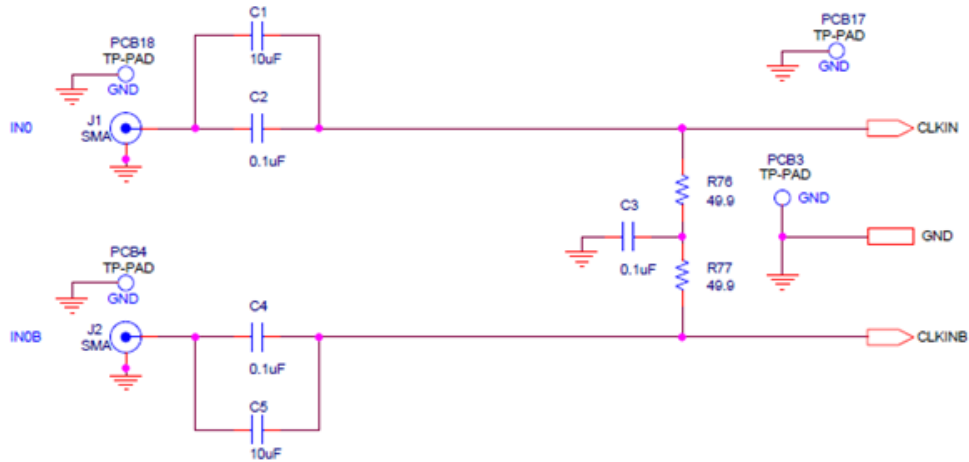 C1
10uF
PCB18
TP-PAD
GND
PCB17
TP-PAD
GND
IN0
J1
SMA
C2
0.1uF
CLKIN
PCB3
TP-PAD
GND
R76
49.9
C3
0.1uF
GND
R77
49.9
PCB4
TP-PAD
GND
IN0B
J2
SMA
C4
0.1uF
CLKINB
C5
10uF